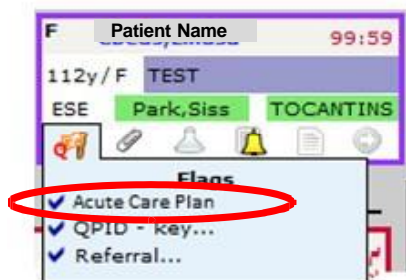 F Patient Name 99:59
112y/F TEST
ESE Park,Siss TOCANTINS
Flags
Acute Care Plan
QPID - key...
Referral...